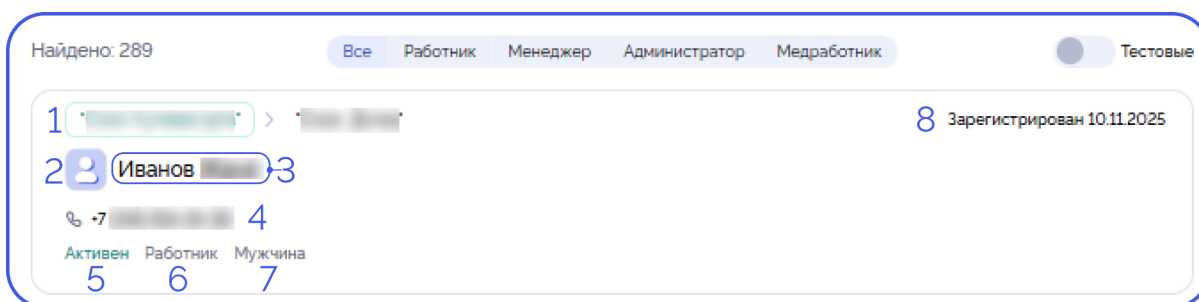 Найдено: 289 Все Работник Менеджер Администратор Медработник Тестовые
1 > 8 Зарегистрирован 10.11.2025
2 Иванов 3
+7 4
Активен Работник Мужчина
5 6 7